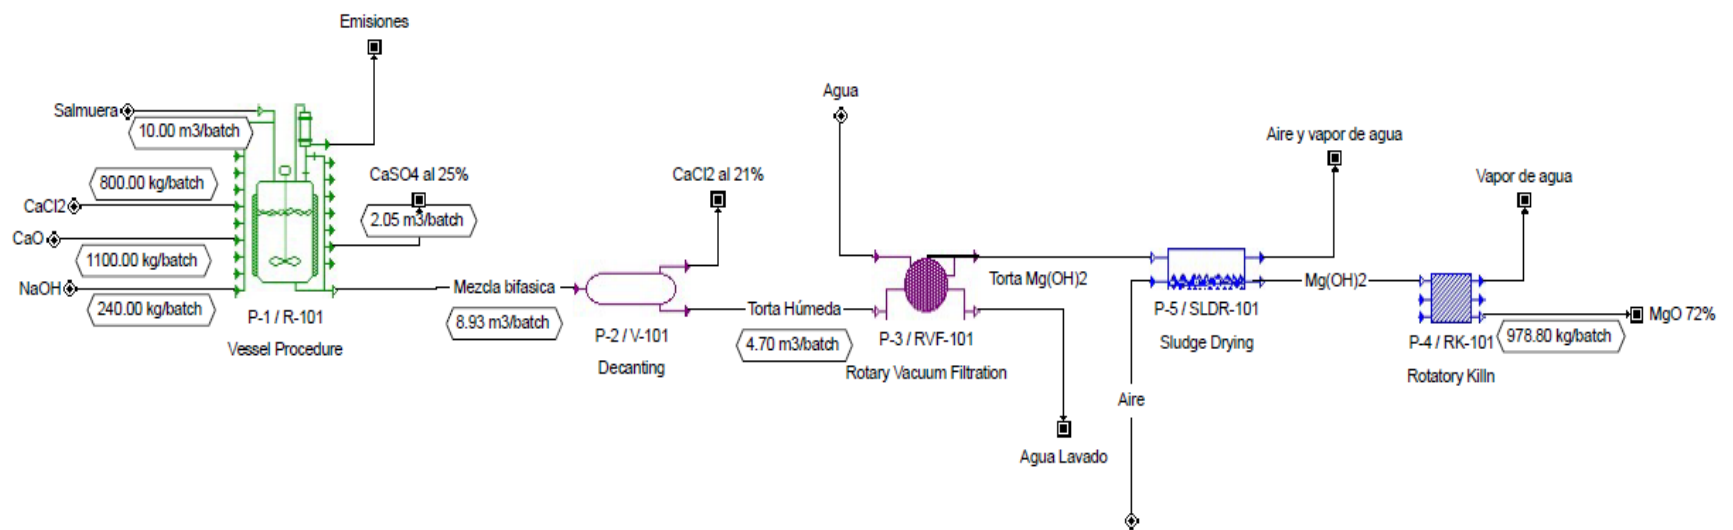 Emisiones
Salmuera
10.00 m3/batch
800.00 kg/batch
CaCl2
CaO
1100.00 kg/batch
NaOH
240.00 kg/batch
P-1 / R-101
Vessel Procedure
CaSO4 al 25%
2.05 m3/batch
Mezcla bifasica
8.93 m3/batch
CaCl2 al 21%
P-2 / V-101
Decanting
Torta Húmeda
4.70 m3/batch
Agua
P-3 / RVF-101
Rotary Vacuum Filtration
Torta Mg(OH)2
Agua Lavado
Aire y vapor de agua
P-5 / SLDR-101
Sludge Drying
Aire
Mg(OH)2
Vapor de agua
P-4 / RK-101
Rotatory Killn
MgO 72%
978.80 kg/batch